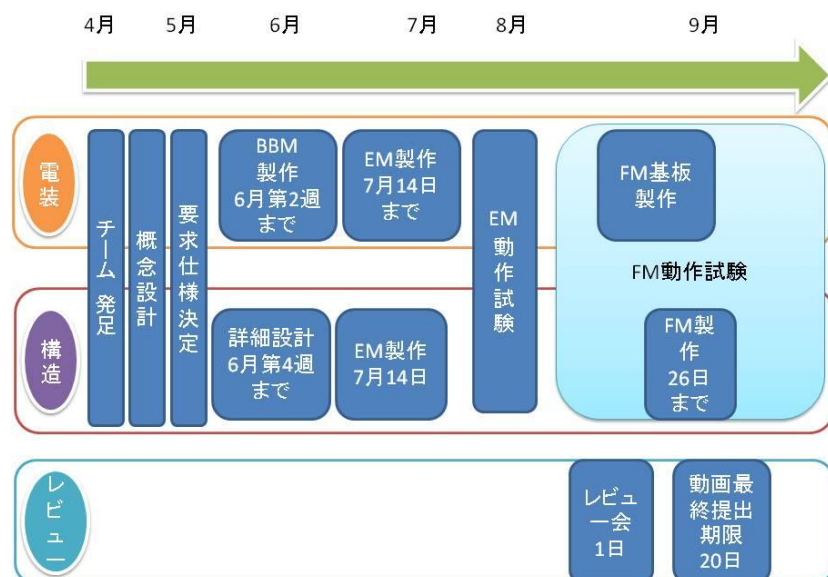 4月 5月 6月 7月 8月 9月
電装
チーム 発足
概念設計
要求仕様決定
BBM
製作
6月第2週
まで
EM製作
7月14日
まで
EM動作試験
FM基板
製作
FM動作試験
構造
詳細設計
6月第4週
まで
EM製作
7月14日
FM製
作
26日
まで
レビュー
レビュ
ー会
1日
動画最
終提出
期限
20日